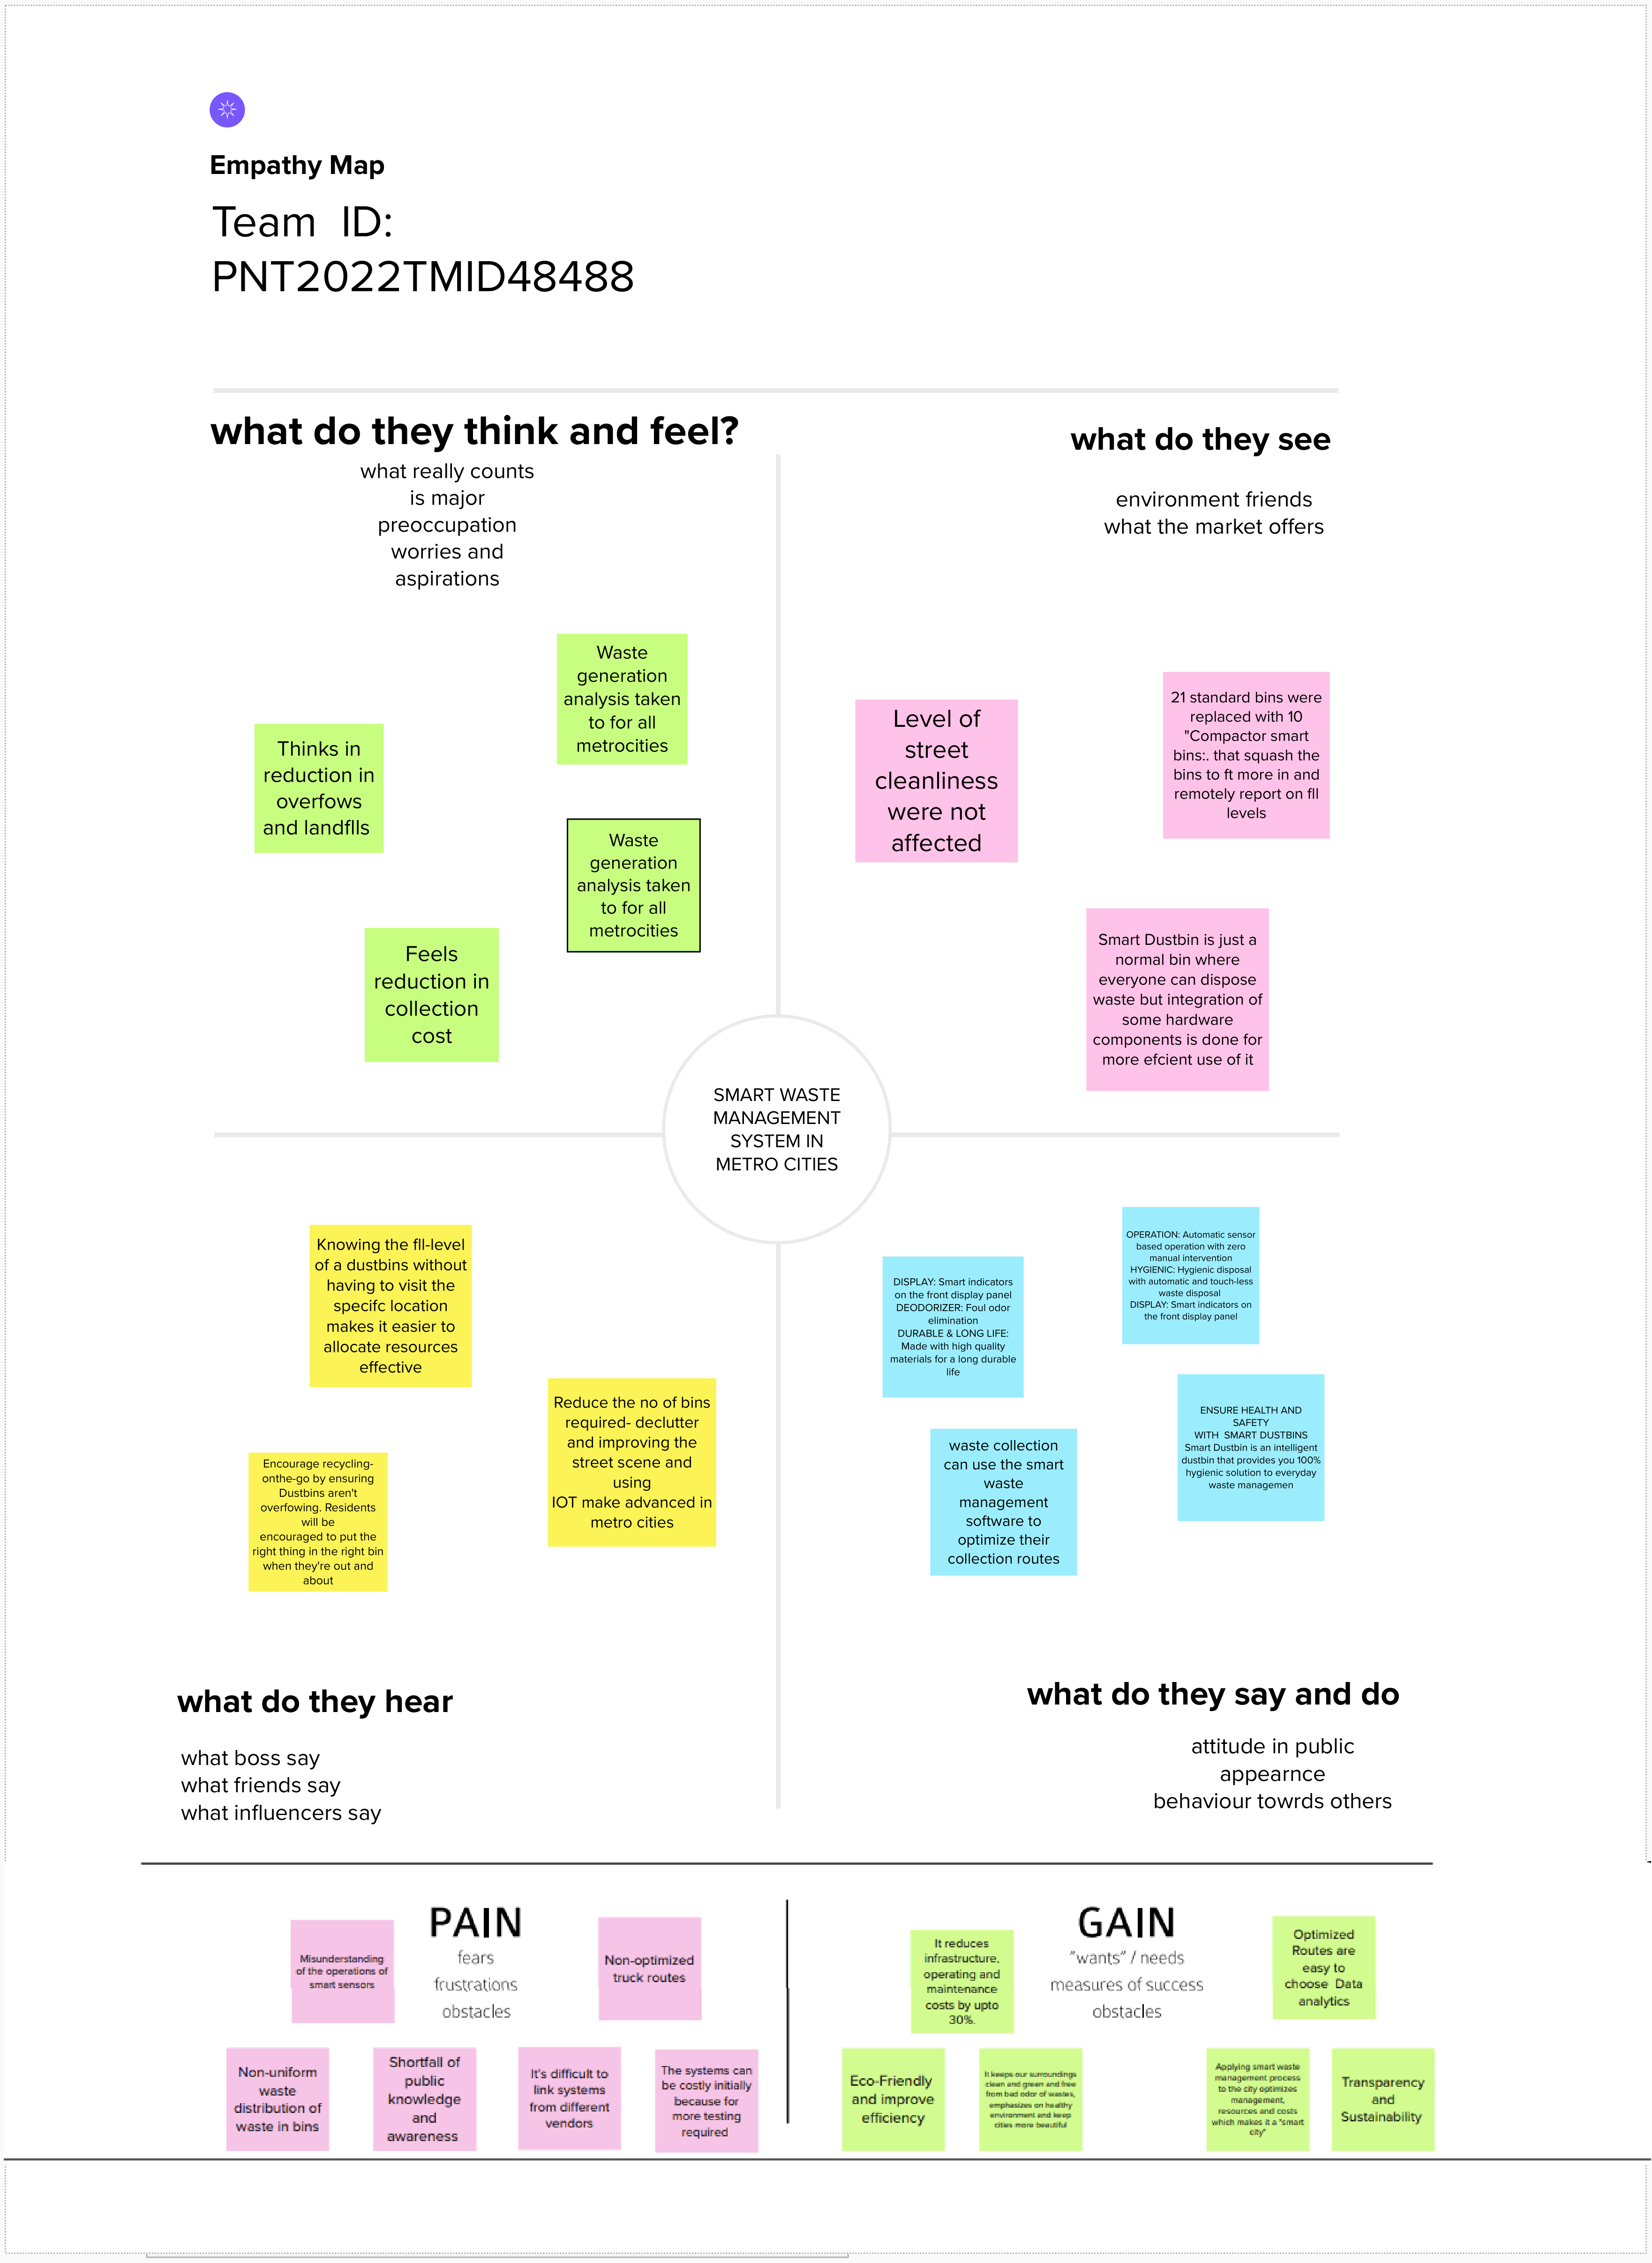 Empathy Map
Team ID:
PNT2022TMID48488
what do they think and feel?
what really counts
is major
preoccupation
worries and
aspirations
Waste
generation
analysis taken
to for all
metrocities
Thinks in
reduction in
overfows
and landflls
Waste
generation
analysis taken
to for all
metrocities
Feels
reduction in
collection
cost
what do they see
environment friends
what the market offers
Level of
street
cleanliness
were not
affected
21 standard bins were
replaced with 10
"Compactor smart
bins:. that squash the
bins to ft more in and
remotely report on fll
levels
Smart Dustbin is just a
normal bin where
everyone can dispose
waste but integration of
some hardware
components is done for
more efcient use of it
SMART WASTE
MANAGEMENT
SYSTEM IN
METRO CITIES
Knowing the fll-level
of a dustbins without
having to visit the
specifc location
makes it easier to
allocate resources
effective
Reduce the no of bins
required- declutter
and improving the
street scene and
using
IOT make advanced in
metro cities
Encourage recycling-
onthe-go by ensuring
Dustbins aren't
overfowing. Residents
will be
encouraged to put the
right thing in the right bin
when they're out and
about
what do they hear
what boss say
what friends say
what influencers say
OPERATION: Automatic sensor
based operation with zero
manual intervention
HYGIENIC: Hygienic disposal
with automatic and touch-less
waste disposal
DISPLAY: Smart indicators on
the front display panel
DISPLAY: Smart indicators
on the front display panel
DEODORIZER: Foul odor
elimination
DURABLE & LONG LIFE:
Made with high quality
materials for a long durable
life
ENSURE HEALTH AND
SAFETY
WITH SMART DUSTBINS
Smart Dustbin is an intelligent
dustbin that provides you 100%
hygienic solution to everyday
waste managemen
waste collection
can use the smart
waste
management
software to
optimize their
collection routes
what do they say and do
attitude in public
appearnce
behaviour towrds others
PAIN
fears
frustrations
obstacles
Misunderstanding
of the operations of
smart sensors
Non-optimized
truck routes
Non-uniform
waste
distribution of
waste in bins
Shortfall of
public
knowledge
and
awareness
It's difficult to
link systems
from different
vendors
The systems can
be costly initially
because for
more testing
required
GAIN
"wants" / needs
measures of success
obstacles
It reduces
infrastructure,
operating and
maintenance
costs by upto
30%.
Optimized
Routes are
easy to
choose Data
analytics
Eco-Friendly
and improve
efficiency
It keeps our surroundings
clean and green and free
from bad odor of wastes,
emphasizes on healthy
environment and keep
cities more beautiful
Applying smart waste
management process
to the city optimizes
management,
resources and costs
which makes it a "smart
city"
Transparency
and
Sustainability